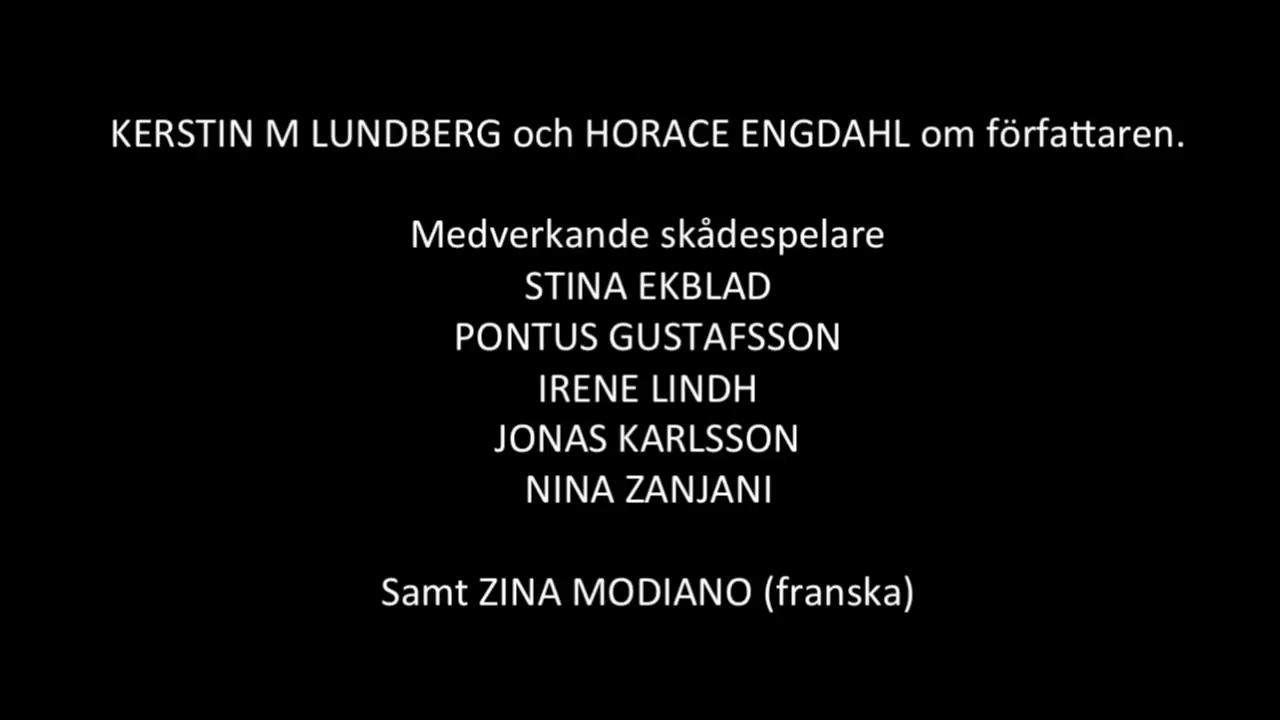 KERSTIN M LUNDBERG och HORACE ENGDAHL om författaren.
Medverkande skådespelare
STINA EKBLAD
PONTUS GUSTAFSSON
IRENE LINDH
JONAS KARLSSON
NINA ZANJANI
Samt ZINA MODIANO (franska)